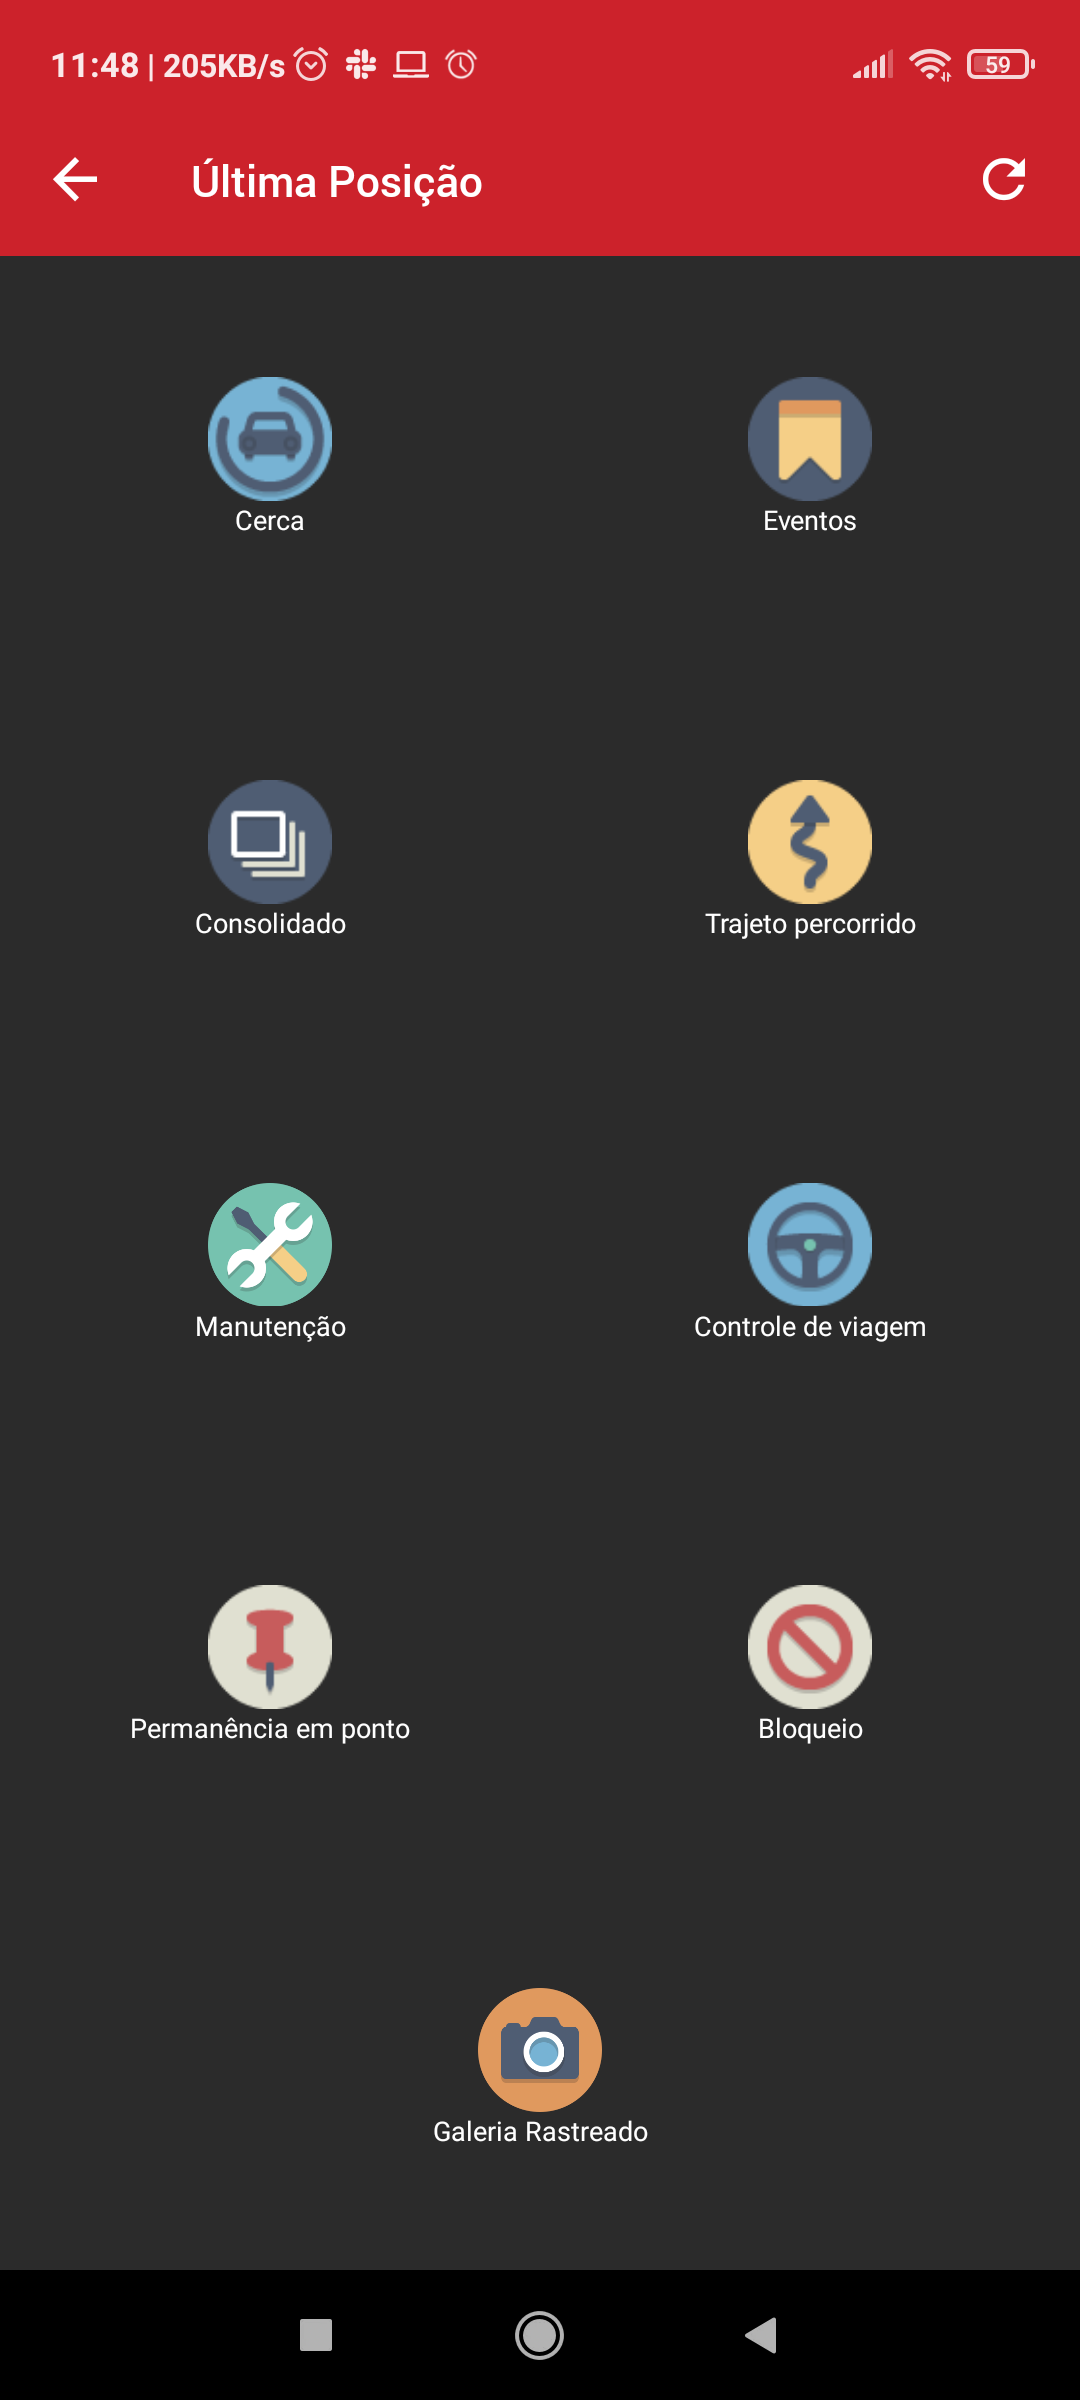 11:48 | 205KB/s
59
Última Posição
Cerca
Eventos
Consolidado
Trajeto percorrido
Manutenção
Controle de viagem
Permanência em ponto
Bloqueio
Galeria Rastreado